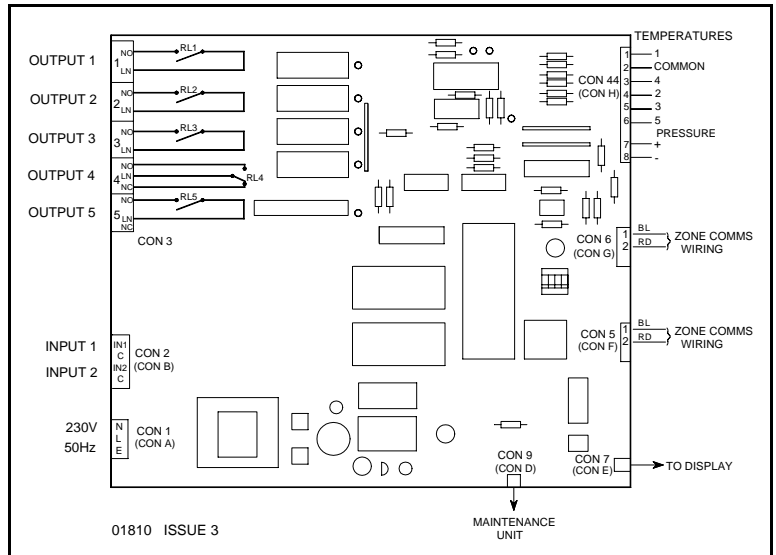 OUTPUT 1
1
NO
LN
RL1
OUTPUT 2
2
NO
LN
RL2
OUTPUT 3
3
NO
LN
RL3
OUTPUT 4
4
NO
LN
NC
RL4
OUTPUT 5
5
NO
LN
NC
RL5
CON 3
INPUT 1
INPUT 2
IN1
C
IN2
C
CON 2
(CON B)
230V
50Hz
N
L
E
CON 1
(CON A)
TEMPERATURES
CON 44
(CON H)
1 1
2 COMMON
3 4
4 2
5 3
6 5
PRESSURE
7 +
8 -
CON 6
(CON G)
1 BL
2 RD
ZONE COMMS
WIRING
CON 5
(CON F)
1 BL
2 RD
ZONE COMMS
WIRING
CON 9
(CON D)
CON 7
(CON E)
TO DISPLAY
MAINTENANCE
UNIT
01810 ISSUE 3